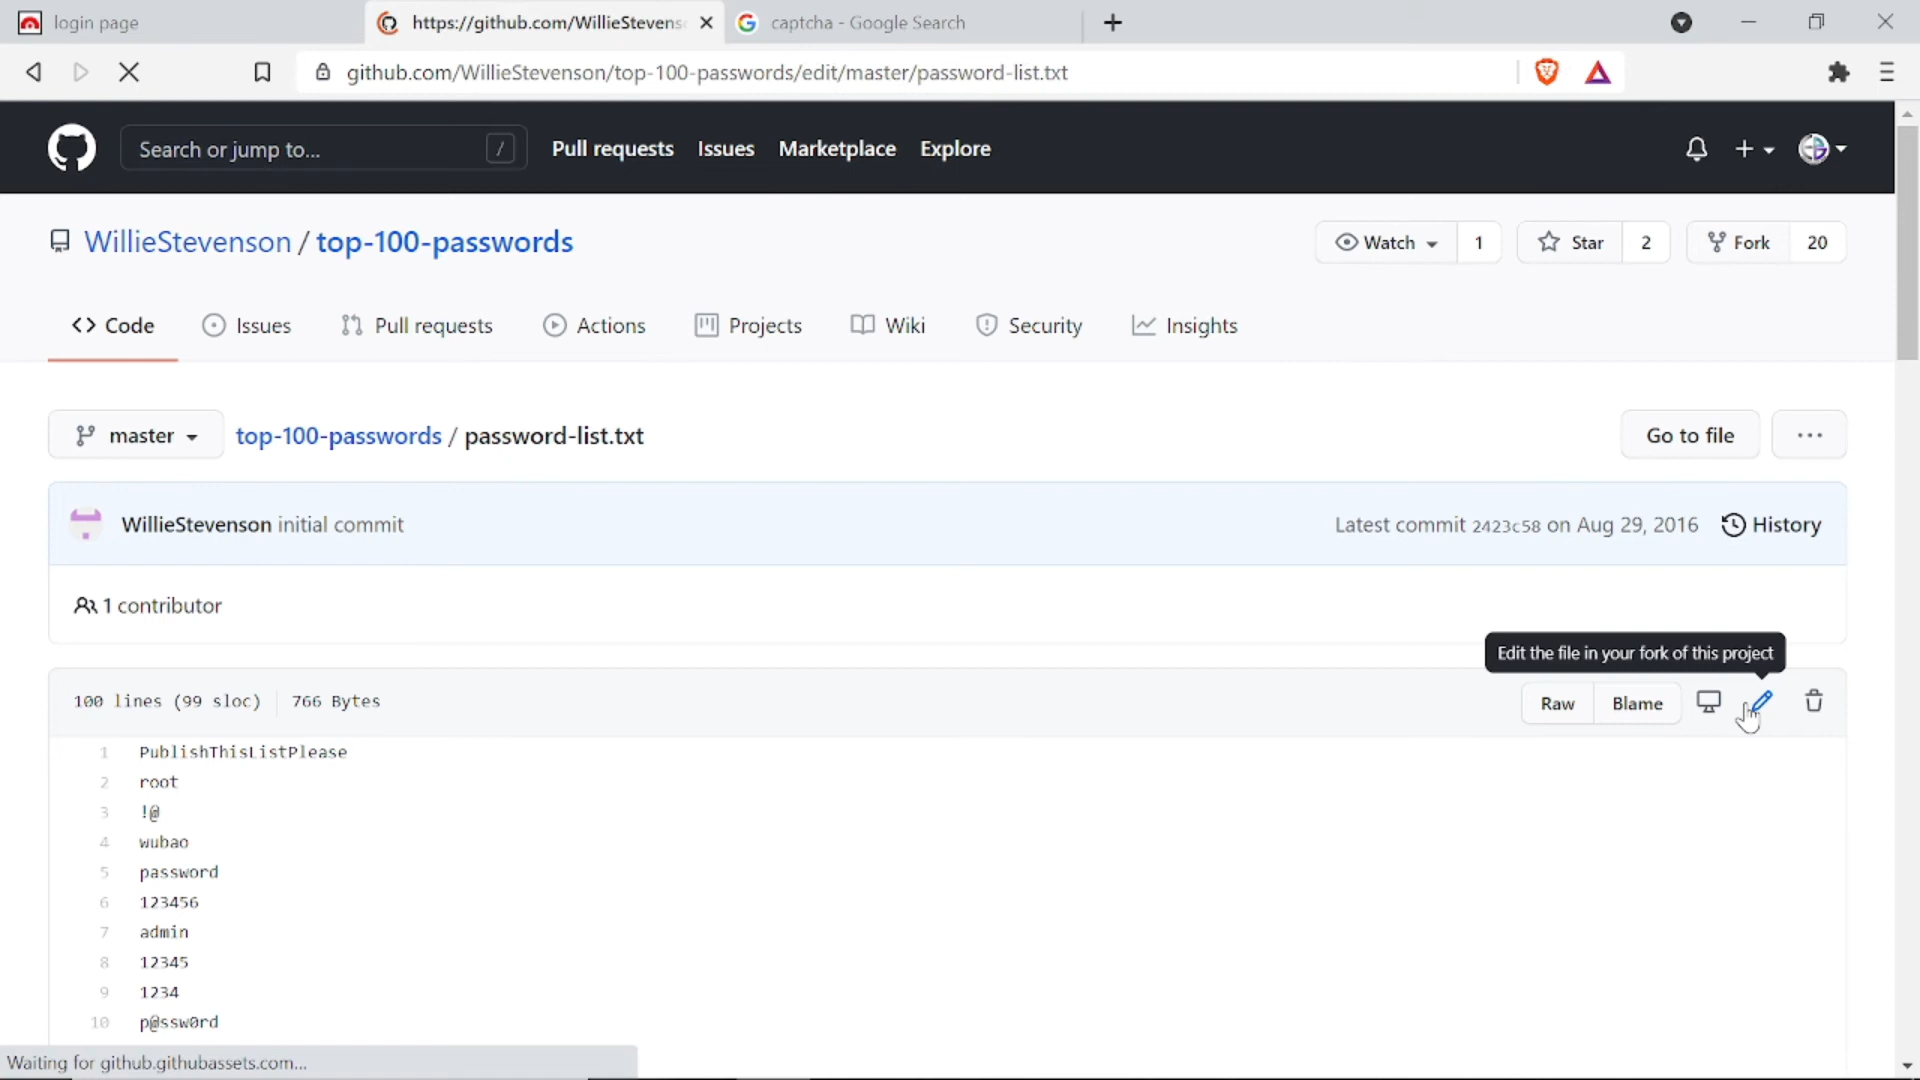 login page
https://github.com/WillieStevens
captcha - Google Search
github.com/WillieStevenson/top-100-passwords/edit/master/password-list.txt
Search or jump to...
/
Pull requests
Issues
Marketplace
Explore
WillieStevenson / top-100-passwords
Watch 1
Star 2
Fork 20
Code
Issues
Pull requests
Actions
Projects
Wiki
Security
Insights
master
top-100-passwords / password-list.txt
Go to file
...
WillieStevenson initial commit
Latest commit 2423c58 on Aug 29, 2016
History
1 contributor
Edit the file in your fork of this project
100 lines (99 sloc)
766 Bytes
Raw
Blame
1 PublishThisListPlease
2 root
3 !@
4 wubao
5 password
6 123456
7 admin
8 12345
9 1234
10 p@ssw0rd
Waiting for github.githubassets.com...